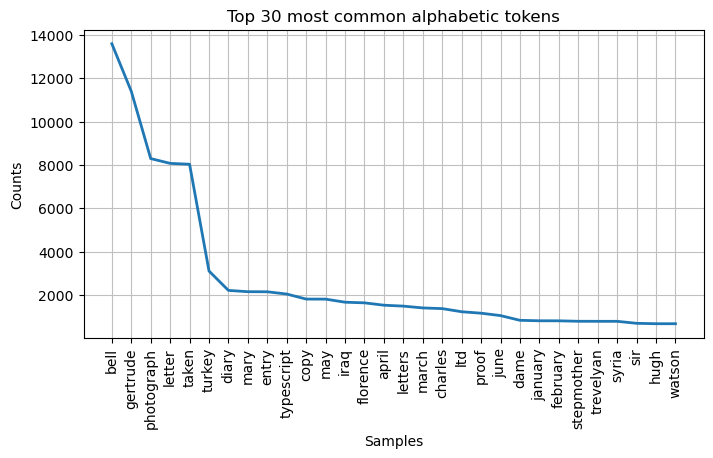 Top 30 most common alphabetic tokens
14000
12000
10000
8000
6000
4000
2000
Counts
bell
gertrude
photograph
letter
taken
turkey
diary
mary
entry
typescript
copy
may
iraq
florence
april
letters
march
charles
ltd
proof
june
dame
january
february
stepmother
trevelyan
syria
sir
hugh
watson
Samples